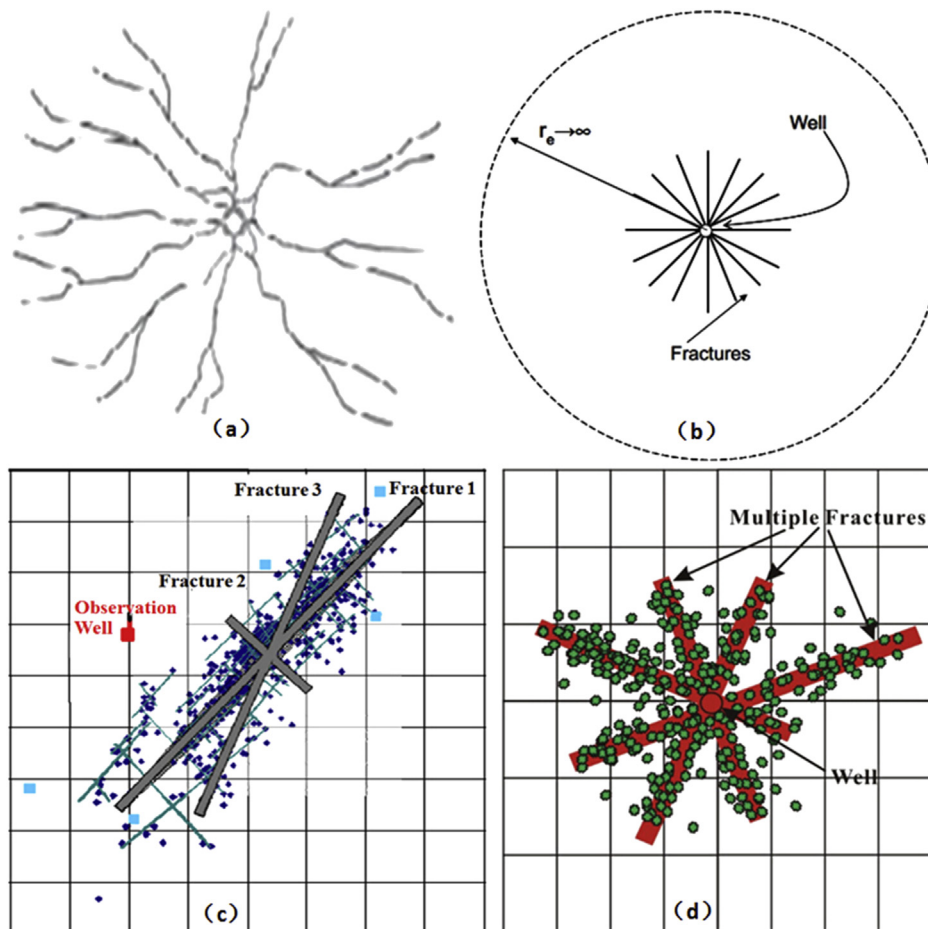 r_e→∞
Well
Fractures
(a)
(b)
Fracture 3
Fracture 1
Fracture 2
Observation
Well
(c)
Multiple Fractures
Well
(d)